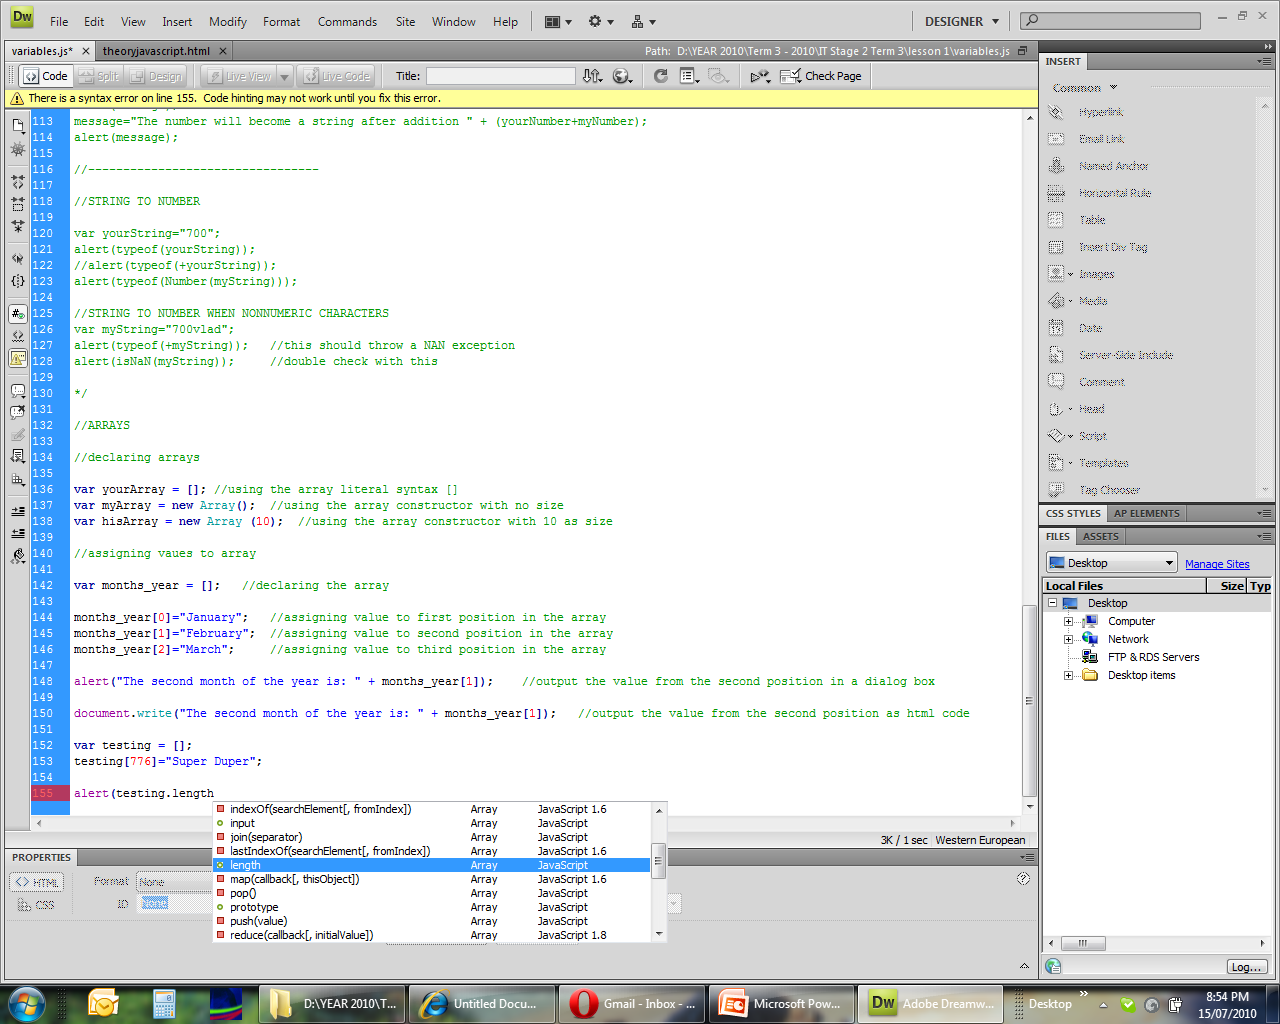 Dw File Edit View Insert Modify Format Commands Site Window Help DESIGNER
variables.js* theoryjavascript.html Path: D:\YEAR 2010\Term 3 - 2010\IT Stage 2 Term 3\lesson 1\variables.js
Code Split Design Live View Live Code Title: Check Page
There is a syntax error on line 155. Code hinting may not work until you fix this error.
113 message="The number will become a string after addition " + (yourNumber+myNumber);
114 alert(message);
115
116 //---------------------------------
117
118 //STRING TO NUMBER
119
120 var yourString="700";
121 alert(typeof(yourString));
122 //alert(typeof(+yourString));
123 alert(typeof(Number(myString)));
124
125 //STRING TO NUMBER WHEN NONNUMERIC CHARACTERS
126 var myString="700vlad";
127 alert(typeof(+myString)); //this should throw a NAN exception
128 alert(isNaN(myString)); //double check with this
129
130 */
131
132 //ARRAYS
133
134 //declaring arrays
135
136 var yourArray = []; //using the array literal syntax []
137 var myArray = new Array(); //using the array constructor with no size
138 var hisArray = new Array (10); //using the array constructor with 10 as size
139
140 //assigning vaues to array
141
142 var months_year = []; //declaring the array
143
144 months_year[0]="January"; //assigning value to first position in the array
145 months_year[1]="February"; //assigning value to second position in the array
146 months_year[2]="March"; //assigning value to third position in the array
147
148 alert("The second month of the year is: " + months_year[1]); //output the value from the second position in a dialog box
149
150 document.write("The second month of the year is: " + months_year[1]); //output the value from the second position as html code
151
152 var testing = [];
153 testing[776]="Super Duper";
154
155 alert(testing.length
indexOf(searchElement[, fromIndex]) Array JavaScript 1.6
input Array JavaScript
join(separator) Array JavaScript
lastIndexOf(searchElement[, fromIndex]) Array JavaScript 1.6
length Array JavaScript
map(callback[, thisObject]) Array JavaScript 1.6
pop() Array JavaScript
prototype Array JavaScript
push(value) Array JavaScript
reduce(callback[, initialValue]) Array JavaScript 1.8
3K / 1 sec Western European
PROPERTIES
<> HTML Format None
CSS ID None
INSERT
Common
Hyperlink
Email Link
Named Anchor
Horizontal Rule
Table
Insert Div Tag
Images
Media
Date
Server-Side Include
Comment
Head
Script
Templates
Tag Chooser
CSS STYLES AP ELEMENTS
FILES ASSETS
Desktop Manage Sites
Local Files Size Typ
Desktop
Computer
Network
FTP & RDS Servers
Desktop items
Log...
D:\YEAR 2010\T... Untitled Docu... Gmail - Inbox - ... Microsoft Pow... Dw Adobe Dreamw... Desktop
8:54 PM
15/07/2010